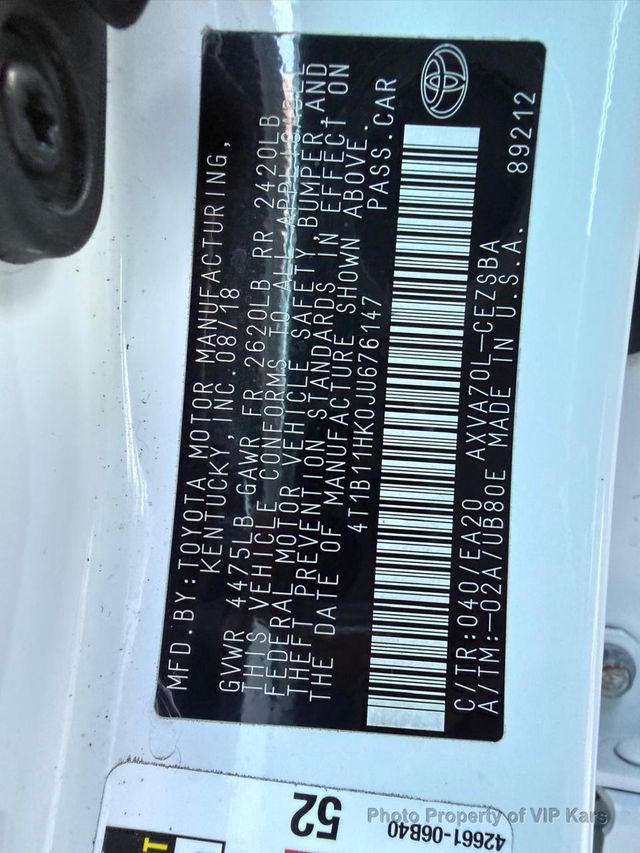 MFD.BY:TOYOTA MOTOR MANUFACTURING,
KENTUCKY, INC.08/18
GVWR 4475LB GAWR FR 2620LB RR 2420LB
THIS VEHICLE CONFORMS TO ALL APPLICABLE
FEDERAL MOTOR VEHICLE SAFETY, BUMPER, AND
THEFT PREVENTION STANDARDS IN EFFECT ON
THE DATE OF MANUFACTURE SHOWN ABOVE.
4T1B11HK0JU676147 PASS.CAR
C/TR:040/EA20 AXVA70L-CEZSBA
A/TM:-02A/UB80E MADE IN U.S.A.
89212
52
42661-06B40
Photo Property of VIP Kars